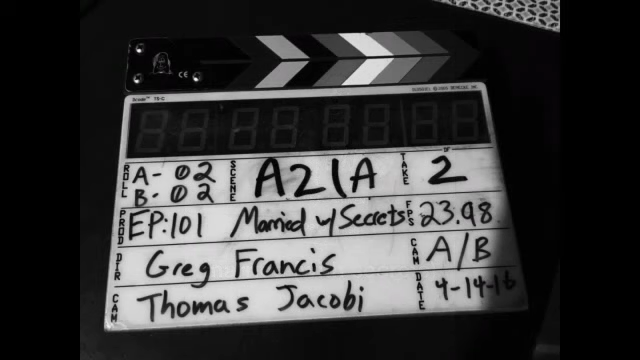 CE
ROLL A- 02 B- 02 SCENE A21A TAKE 2
PROD EP:101 Married w/ Secrets FPS 23.98
DIR Greg Francis CAM A/B
CAM Thomas Jacobi DATE 4-14-16